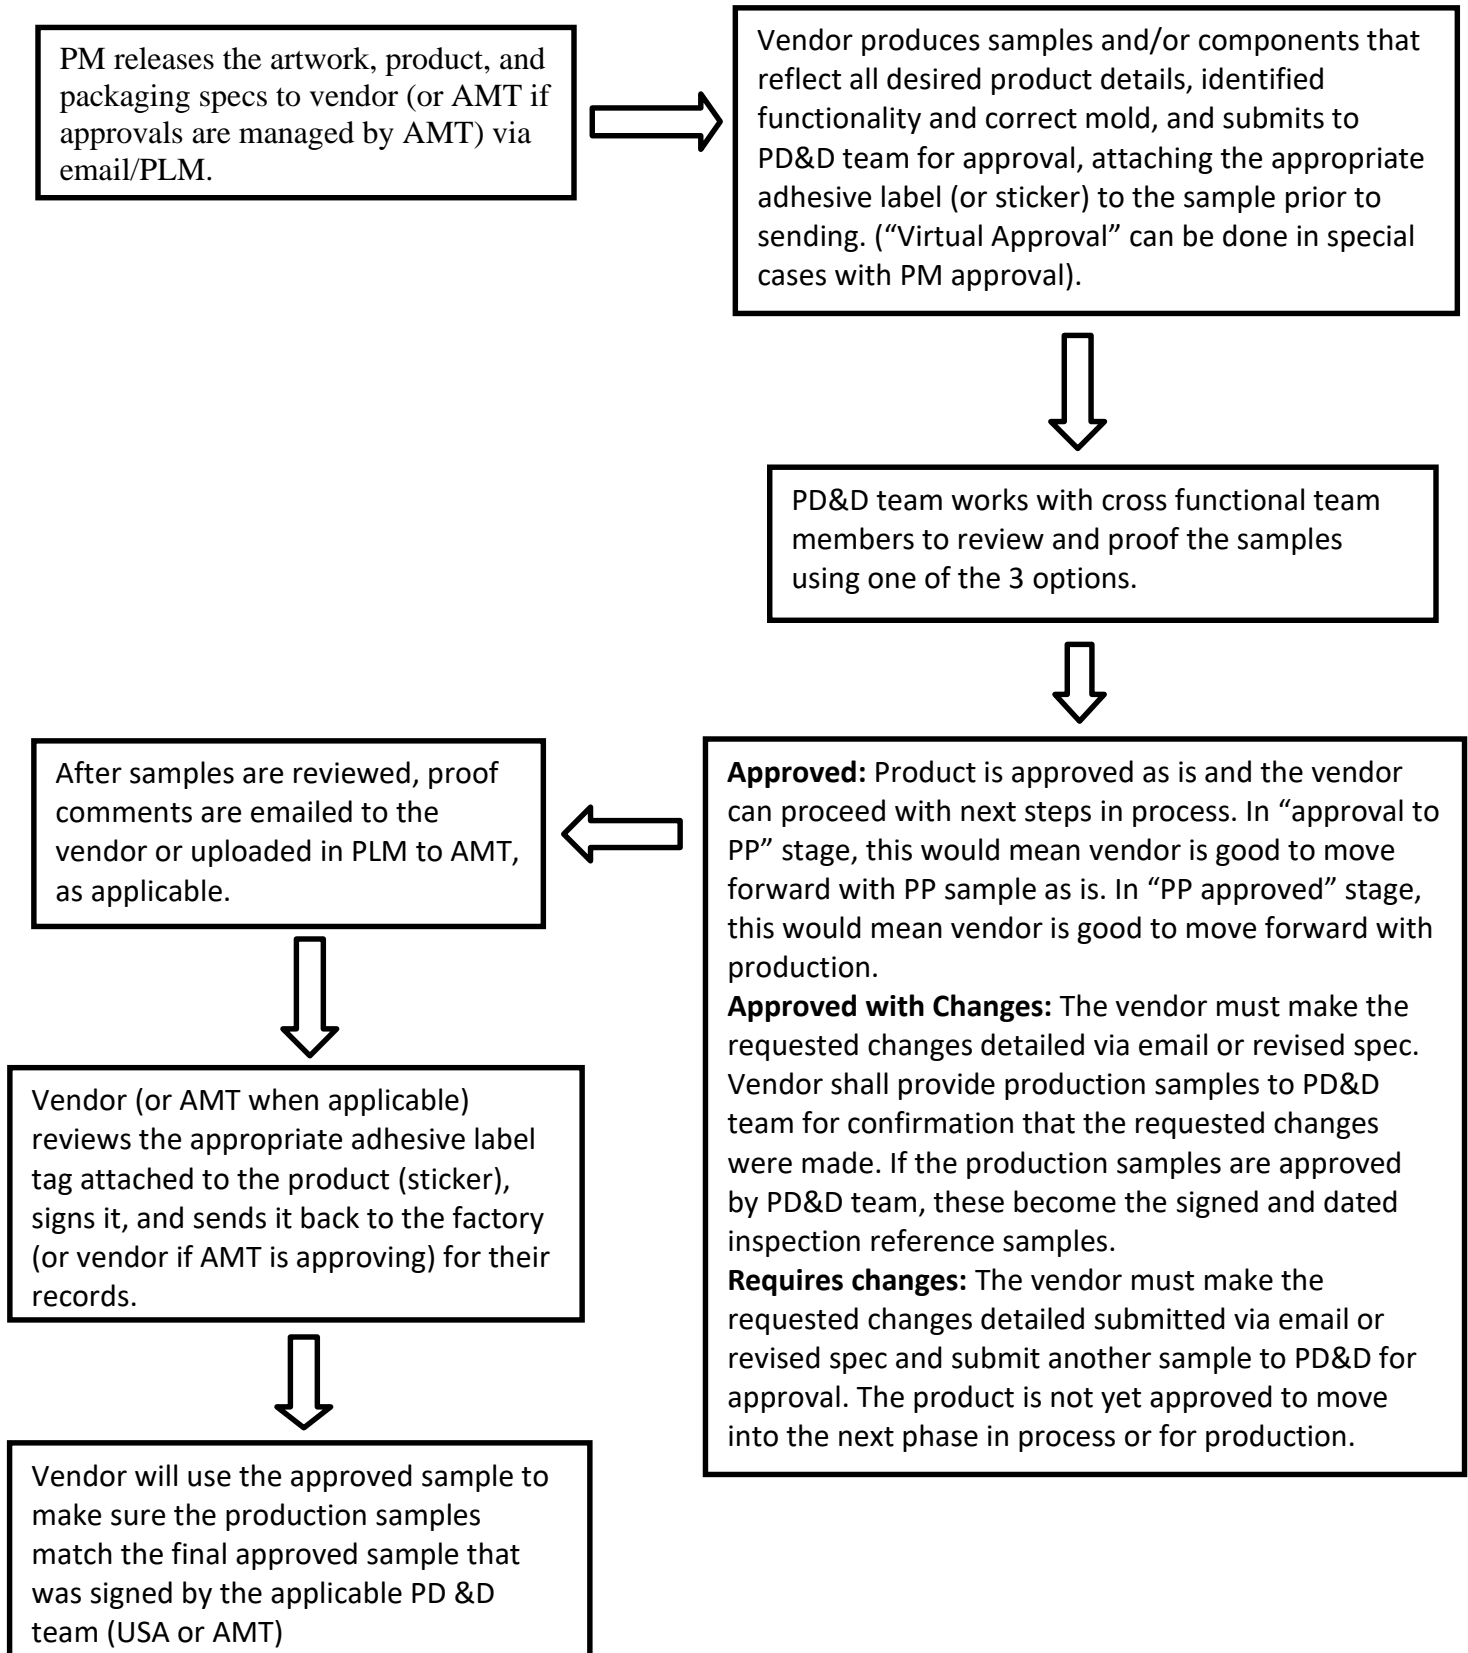 PM releases the artwork, product, and
packaging specs to vendor (or AMT if
approvals are managed by AMT) via
email/PLM.
Vendor produces samples and/or components that
reflect all desired product details, identified
functionality and correct mold, and submits to
PD&D team for approval, attaching the appropriate
adhesive label (or sticker) to the sample prior to
sending. (“Virtual Approval” can be done in special
cases with PM approval).
PD&D team works with cross functional team
members to review and proof the samples
using one of the 3 options.
Approved: Product is approved as is and the vendor
can proceed with next steps in process. In “approval to
PP” stage, this would mean vendor is good to move
forward with PP sample as is. In “PP approved” stage,
this would mean vendor is good to move forward with
production.
Approved with Changes: The vendor must make the
requested changes detailed via email or revised spec.
Vendor shall provide production samples to PD&D
team for confirmation that the requested changes
were made. If the production samples are approved
by PD&D team, these become the signed and dated
inspection reference samples.
Requires changes: The vendor must make the
requested changes detailed submitted via email or
revised spec and submit another sample to PD&D for
approval. The product is not yet approved to move
into the next phase in process or for production.
After samples are reviewed, proof
comments are emailed to the
vendor or uploaded in PLM to AMT,
as applicable.
Vendor (or AMT when applicable)
reviews the appropriate adhesive label
tag attached to the product (sticker),
signs it, and sends it back to the factory
(or vendor if AMT is approving) for their
records.
Vendor will use the approved sample to
make sure the production samples
match the final approved sample that
was signed by the applicable PD &D
team (USA or AMT)